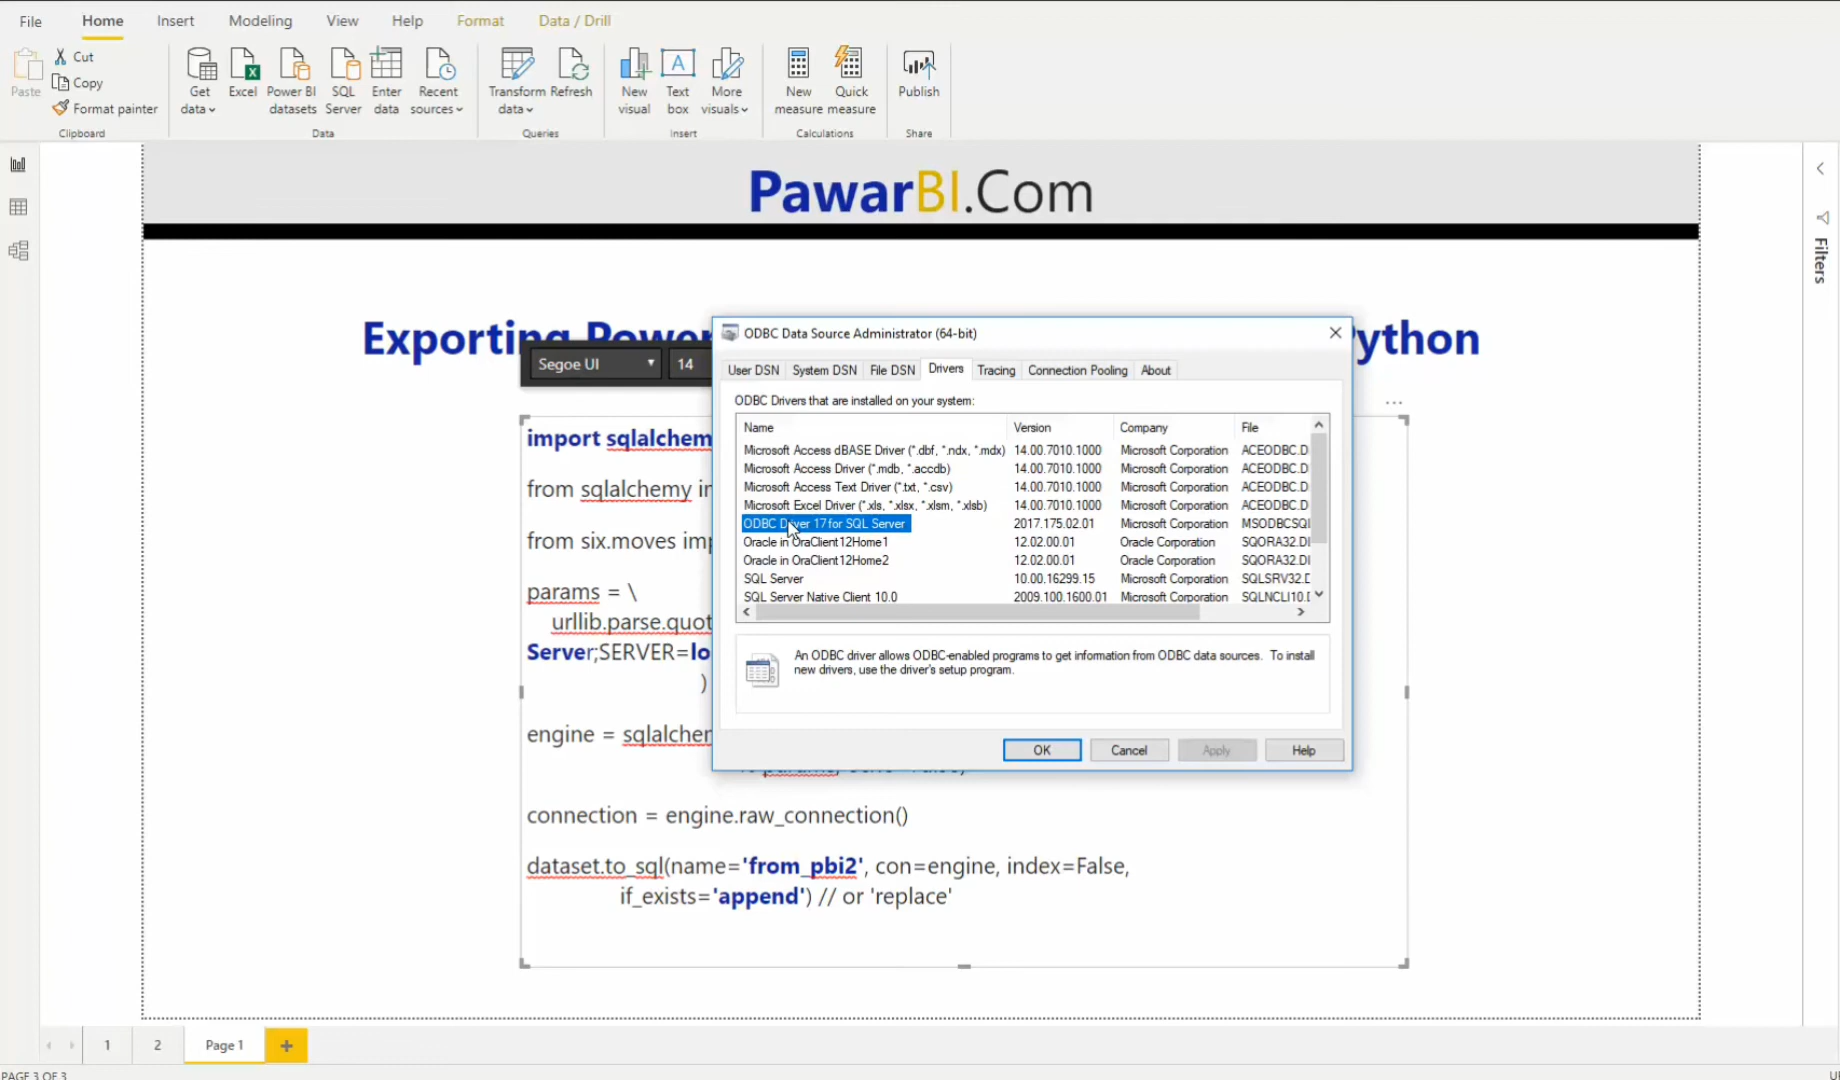 File Home Insert Modeling View Help Format Data / Drill
Paste
Cut
Copy
Format painter
Clipboard
Get data
Excel
Power BI datasets
SQL Server
Enter data
Recent sources
Data
Transform data
Refresh
Queries
New visual
Text box
More visuals
Insert
New measure
Quick measure
Calculations
Publish
Share
PawarBI.Com
Filters
Exporting Power
ython
Segoe UI 14
ODBC Data Source Administrator (64-bit)
User DSN System DSN File DSN Drivers Tracing Connection Pooling About
ODBC Drivers that are installed on your system:
Name Version Company File
Microsoft Access dBASE Driver (*.dbf, *.ndx, *.mdx) 14.00.7010.1000 Microsoft Corporation ACEODBC.D
Microsoft Access Driver (*.mdb, *.accdb) 14.00.7010.1000 Microsoft Corporation ACEODBC.D
Microsoft Access Text Driver (*.txt, *.csv) 14.00.7010.1000 Microsoft Corporation ACEODBC.D
Microsoft Excel Driver (*.xls, *.xlsx, *.xlsm, *.xlsb) 14.00.7010.1000 Microsoft Corporation ACEODBC.D
ODBC Driver 17 for SQL Server 2017.175.02.01 Microsoft Corporation MSODBCSQL
Oracle in OraClient12Home1 12.02.00.01 Oracle Corporation SQORA32.DL
Oracle in OraClient12Home2 12.02.00.01 Oracle Corporation SQORA32.DL
SQL Server 10.00.16299.15 Microsoft Corporation SQLSRV32.D
SQL Server Native Client 10.0 2009.100.1600.01 Microsoft Corporation SQLNCLI10.D
An ODBC driver allows ODBC-enabled programs to get information from ODBC data sources. To install
new drivers, use the driver's setup program.
OK Cancel Apply Help
import sqlalchem
from sqlalchemy in
from six.moves imp
params = \
urllib.parse.quot
Server;SERVER=lo
)
engine = sqlalchem
connection = engine.raw_connection()
dataset.to_sql(name='from_pbi2', con=engine, index=False,
if_exists='append') // or 'replace'
1 2 Page 1 +
PAGE 3 OF 3